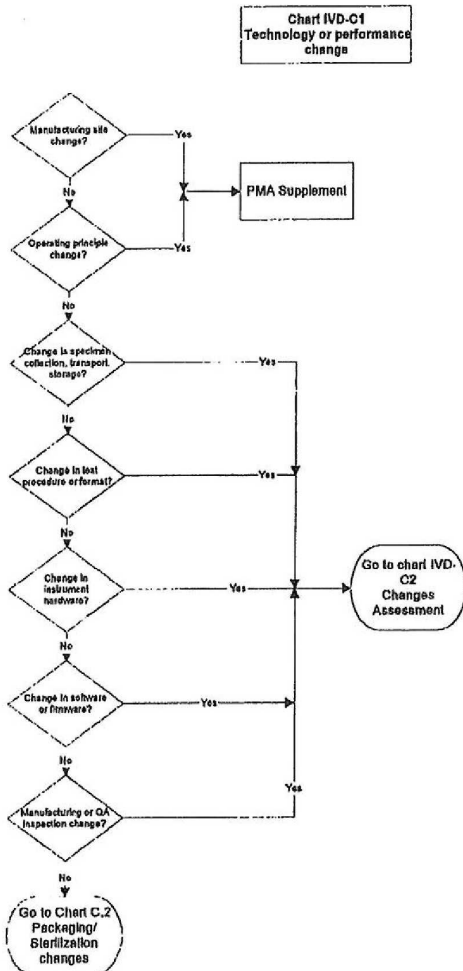 Chart IVD-C1
Technology or performance
change
Manufacturing site
change?
Yes
No
PMA Supplement
Operating principle
change?
Yes
No
Change is specimen
collection, transport,
storage?
Yes
No
Change in test
procedure or format?
Yes
No
Change in
instrument
hardware?
Yes
Go to chart IVD-
C2
Changes
Assessment
No
Change in software
or firmware?
Yes
No
Yes
Manufacturing or QA
inspection change?
No
Go to Chart C.2
Packaging/
Sterilization
changes